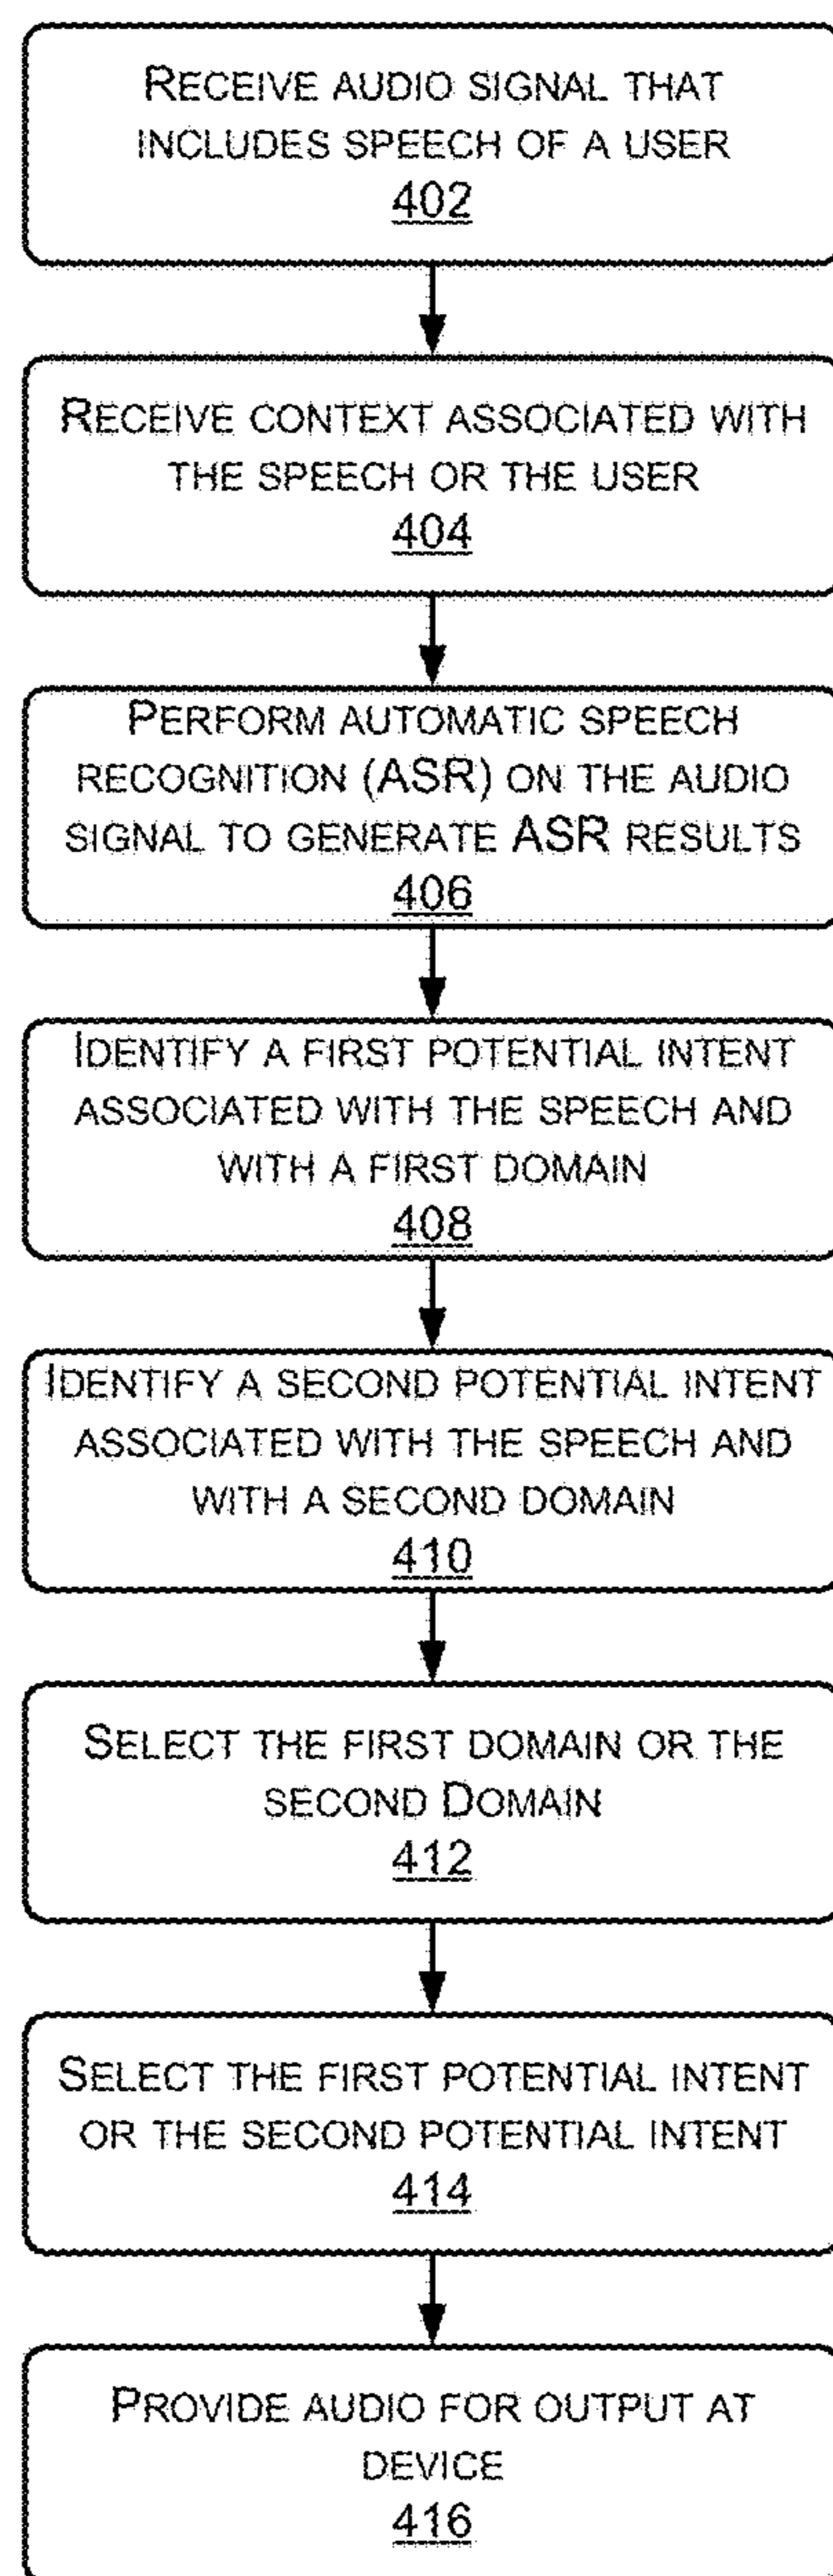 RECEIVE AUDIO SIGNAL THAT
INCLUDES SPEECH OF A USER
402
RECEIVE CONTEXT ASSOCIATED WITH
THE SPEECH OR THE USER
404
PERFORM AUTOMATIC SPEECH
RECOGNITION (ASR) ON THE AUDIO
SIGNAL TO GENERATE ASR RESULTS
406
IDENTIFY A FIRST POTENTIAL INTENT
ASSOCIATED WITH THE SPEECH AND
WITH A FIRST DOMAIN
408
IDENTIFY A SECOND POTENTIAL INTENT
ASSOCIATED WITH THE SPEECH AND
WITH A SECOND DOMAIN
410
SELECT THE FIRST DOMAIN OR THE
SECOND DOMAIN
412
SELECT THE FIRST POTENTIAL INTENT
OR THE SECOND POTENTIAL INTENT
414
PROVIDE AUDIO FOR OUTPUT AT
DEVICE
416